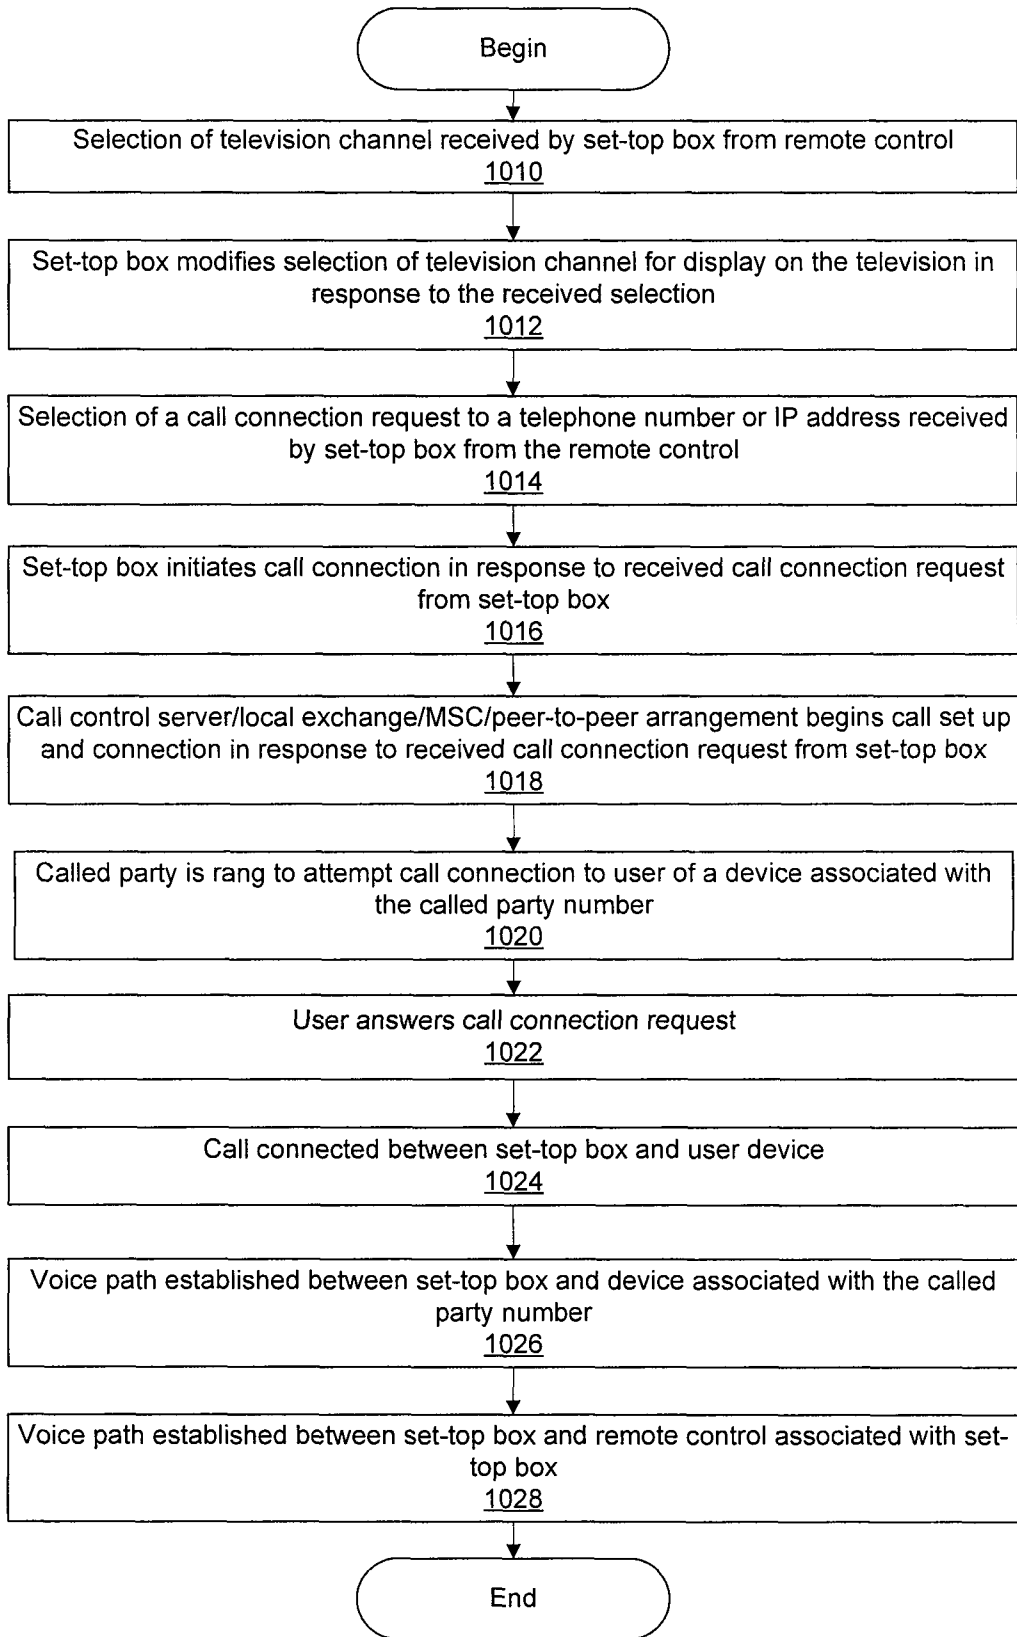 Begin
Selection of television channel received by set-top box from remote control
1010
Set-top box modifies selection of television channel for display on the television in
response to the received selection
1012
Selection of a call connection request to a telephone number or IP address received
by set-top box from the remote control
1014
Set-top box initiates call connection in response to received call connection request
from set-top box
1016
Call control server/local exchange/MSC/peer-to-peer arrangement begins call set up
and connection in response to received call connection request from set-top box
1018
Called party is rang to attempt call connection to user of a device associated with
the called party number
1020
User answers call connection request
1022
Call connected between set-top box and user device
1024
Voice path established between set-top box and device associated with the called
party number
1026
Voice path established between set-top box and remote control associated with set-
top box
1028
End